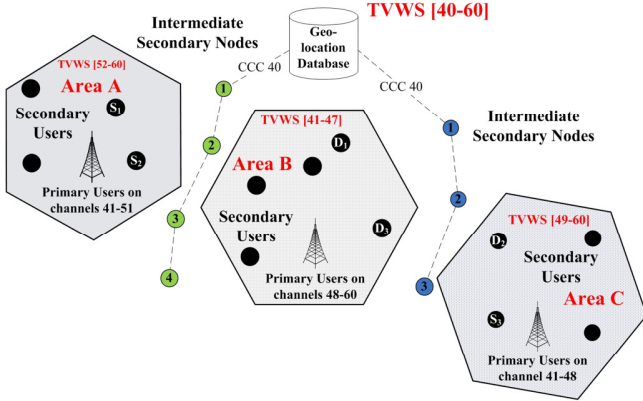 TVWS [40-60]
Intermediate
Secondary Nodes
Geo-
location
Database
CCC 40
CCC 40
TVWS [52-60]
Area A
S1
Secondary
Users
S2
Primary Users on
channels 41-51
1
2
3
4
TVWS [41-47]
D1
Area B
Secondary
Users
D3
Primary Users on
channels 48-60
Intermediate
Secondary Nodes
1
2
3
TVWS [49-60]
D2
Secondary
Users
Area C
S3
Primary Users on
channel 41-48